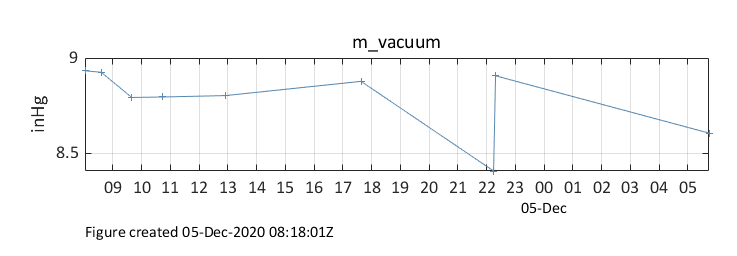 m_vacuum
9
8.5
inHg
09 10 11 12 13 14 15 16 17 18 19 20 21 22 23 00 01 02 03 04 05
05-Dec
Figure created 05-Dec-2020 08:18:01Z